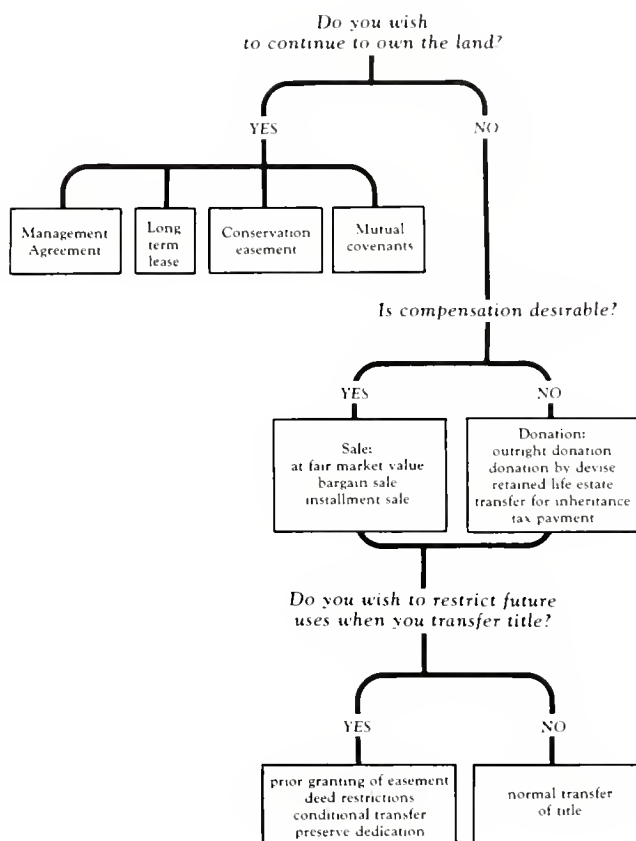 Do you wish
to continue to own the land?
YES
NO
Management
Agreement
Long
term
lease
Conservation
easement
Mutual
covenants
Is compensation desirable?
YES
NO
Sale:
at fair market value
bargain sale
installment sale
Donation:
outright donation
donation by devise
retained life estate
transfer for inheritance
tax payment
Do you wish to restrict future
uses when you transfer title?
YES
NO
prior granting of easement
deed restrictions
conditional transfer
preserve dedication
normal transfer
of title